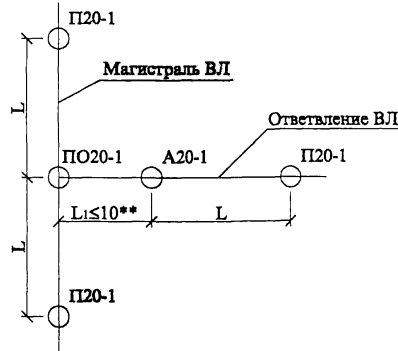 П20-1
Магистраль ВЛ
L
Ответвление ВЛ
ПО20-1
А20-1
П20-1
L1≤10**
L
L
П20-1